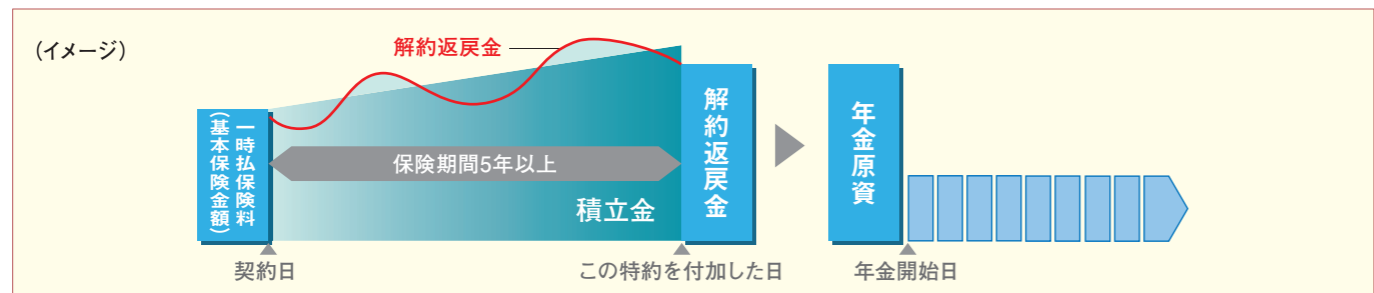 （イメージ）
解約返戻金
一時払保険料
（基本保険金額）
保険期間5年以上
積立金
解約返戻金
年金原資
契約日
この特約を付加した日
年金開始日